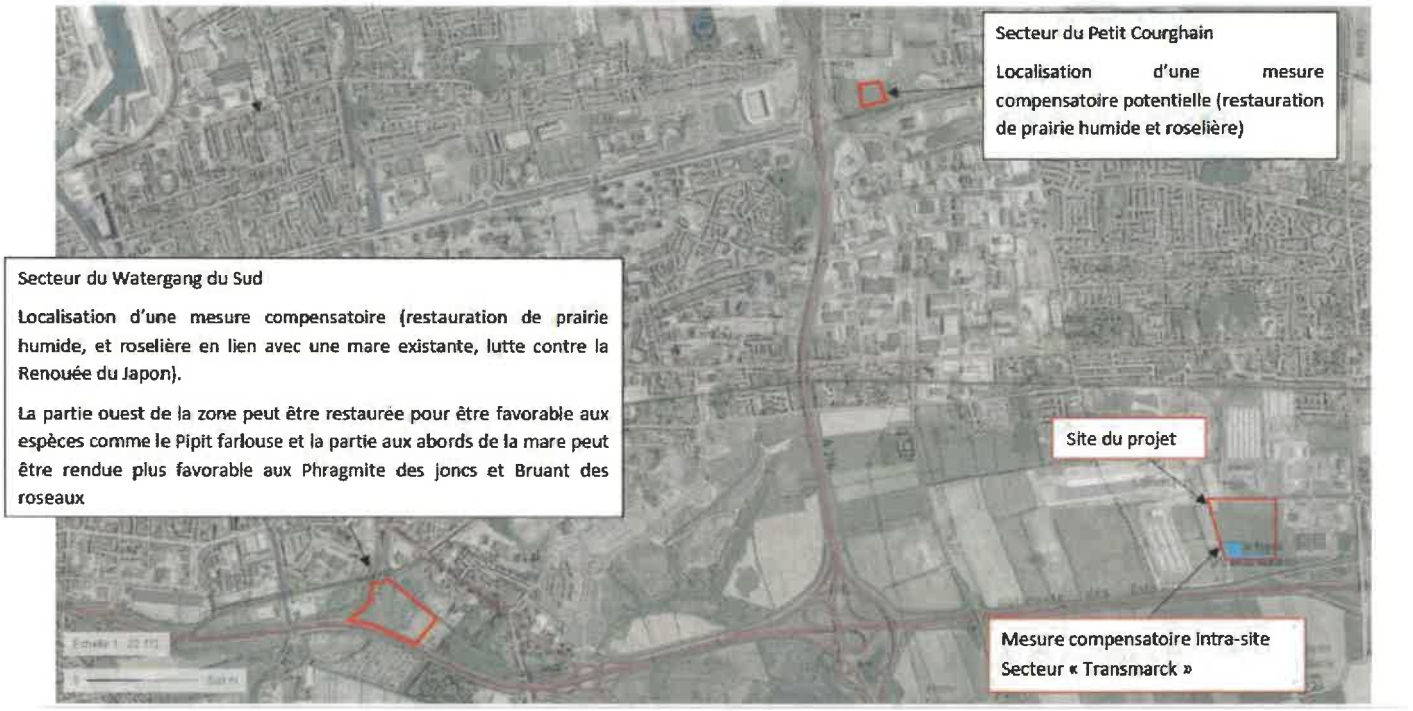 Secteur du Petit Courghain
Localisation d'une mesure
compensatoire potentielle (restauration
de prairie humide et roselière)
Secteur du Watergang du Sud
Localisation d'une mesure compensatoire (restauration de prairie
humide, et roselière en lien avec une mare existante, lutte contre la
Renouée du Japon).
La partie ouest de la zone peut être restaurée pour être favorable aux
espèces comme le Pipit farlouse et la partie aux abords de la mare peut
être rendue plus favorable aux Phragmite des joncs et Bruant des
roseaux
Site du projet
Mesure compensatoire intra-site
Secteur « Transmarck »